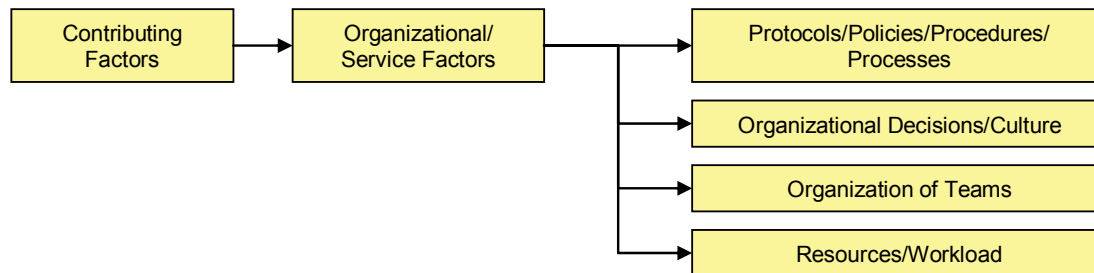 Contributing
Factors
Organizational/
Service Factors
Protocols/Policies/Procedures/
Processes
Organizational Decisions/Culture
Organization of Teams
Resources/Workload